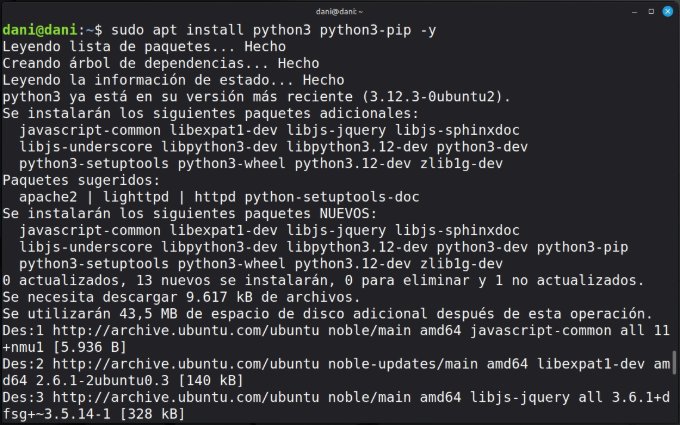 dani@dani: ~
dani@dani:~$ sudo apt install python3 python3-pip -y
Leyendo lista de paquetes... Hecho
Creando árbol de dependencias... Hecho
Leyendo la información de estado... Hecho
python3 ya está en su versión más reciente (3.12.3-0ubuntu2).
Se instalarán los siguientes paquetes adicionales:
  javascript-common libexpat1-dev libjs-jquery libjs-sphinxdoc
  libjs-underscore libpython3-dev libpython3.12-dev python3-dev
  python3-setuptools python3-wheel python3.12-dev zlib1g-dev
Paquetes sugeridos:
  apache2 | lighttpd | httpd python-setuptools-doc
Se instalarán los siguientes paquetes NUEVOS:
  javascript-common libexpat1-dev libjs-jquery libjs-sphinxdoc
  libjs-underscore libpython3-dev libpython3.12-dev python3-dev python3-pip
  python3-setuptools python3-wheel python3.12-dev zlib1g-dev
0 actualizados, 13 nuevos se instalarán, 0 para eliminar y 1 no actualizados.
Se necesita descargar 9.617 kB de archivos.
Se utilizarán 43,5 MB de espacio de disco adicional después de esta operación.
Des:1 http://archive.ubuntu.com/ubuntu noble/main amd64 javascript-common all 11
+nmu1 [5.936 B]
Des:2 http://archive.ubuntu.com/ubuntu noble-updates/main amd64 libexpat1-dev am
d64 2.6.1-2ubuntu0.3 [140 kB]
Des:3 http://archive.ubuntu.com/ubuntu noble/main amd64 libjs-jquery all 3.6.1+d
fsg+~3.5.14-1 [328 kB]